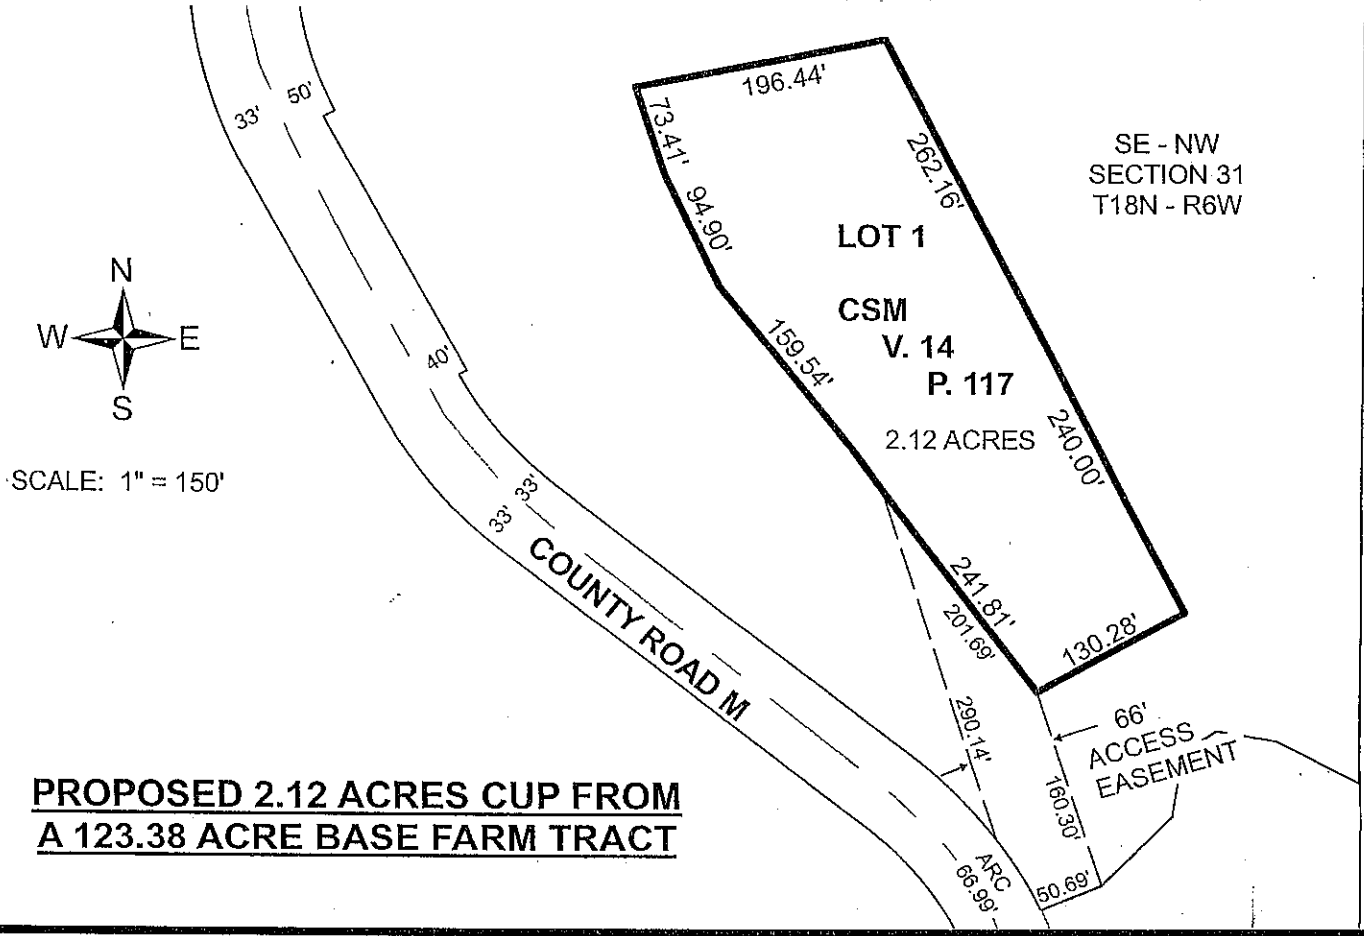 33'
50'
196.44'
73.41'
94.90'
262.16'
SE - NW
SECTION 31
T18N - R6W
LOT 1
CSM
V. 14
P. 117
2.12 ACRES
159.54'
240.00'
N
W E
S
40'
SCALE: 1" = 150'
33'
33'
COUNTY ROAD M
241.81'
201.69'
130.28'
290.14'
66'
ACCESS
EASEMENT
160.30'
PROPOSED 2.12 ACRES CUP FROM
A 123.38 ACRE BASE FARM TRACT
ARC
66.99'
50.69'